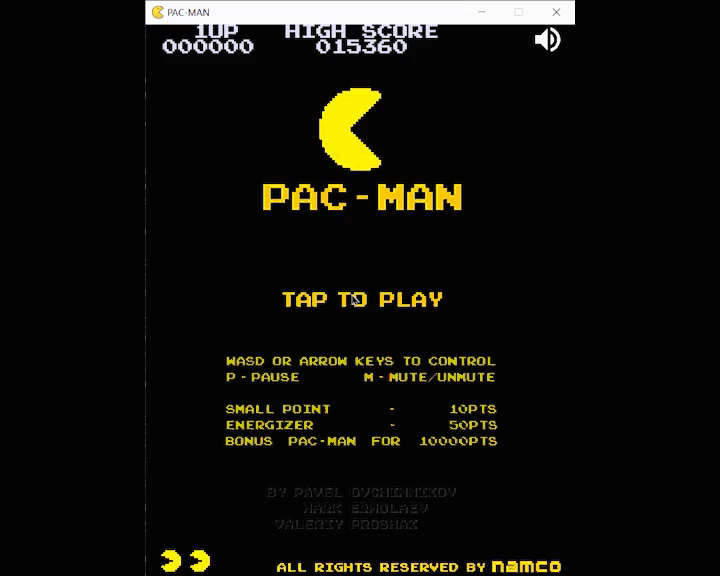 PAC-MAN
1UP HIGH SCORE
000000 015360
PAC-MAN
TAP TO PLAY
WASD OR ARROW KEYS TO CONTROL
P - PAUSE M - MUTE/UNMUTE
SMALL POINT - 10PTS
ENERGIZER - 50PTS
BONUS PAC-MAN FOR 10000PTS
BY PAVEL OVCHINNIKOV
MARK ERMOLAEV
VALERIY PROSHAK
ALL RIGHTS RESERVED BY namco